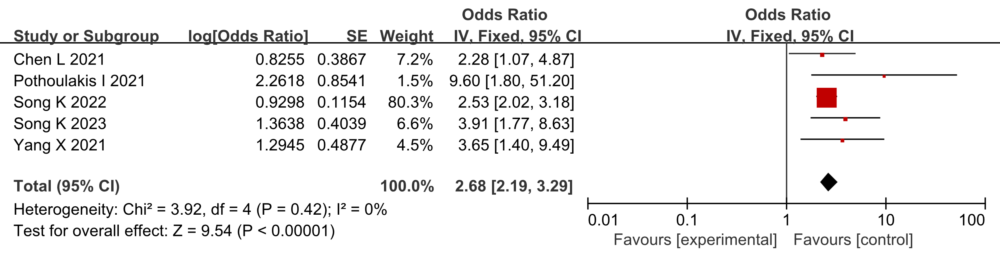 Odds Ratio Odds Ratio
Study or Subgroup log[Odds Ratio] SE Weight IV, Fixed, 95% CI IV, Fixed, 95% CI
Chen L 2021 0.8255 0.3867 7.2% 2.28 [1.07, 4.87]
Pothoulakis I 2021 2.2618 0.8541 1.5% 9.60 [1.80, 51.20]
Song K 2022 0.9298 0.1154 80.3% 2.53 [2.02, 3.18]
Song K 2023 1.3638 0.4039 6.6% 3.91 [1.77, 8.63]
Yang X 2021 1.2945 0.4877 4.5% 3.65 [1.40, 9.49]
Total (95% CI) 100.0% 2.68 [2.19, 3.29]
Heterogeneity: Chi² = 3.92, df = 4 (P = 0.42); I² = 0%
Test for overall effect: Z = 9.54 (P < 0.00001)
0.01 0.1 1 10 100
Favours [experimental] Favours [control]